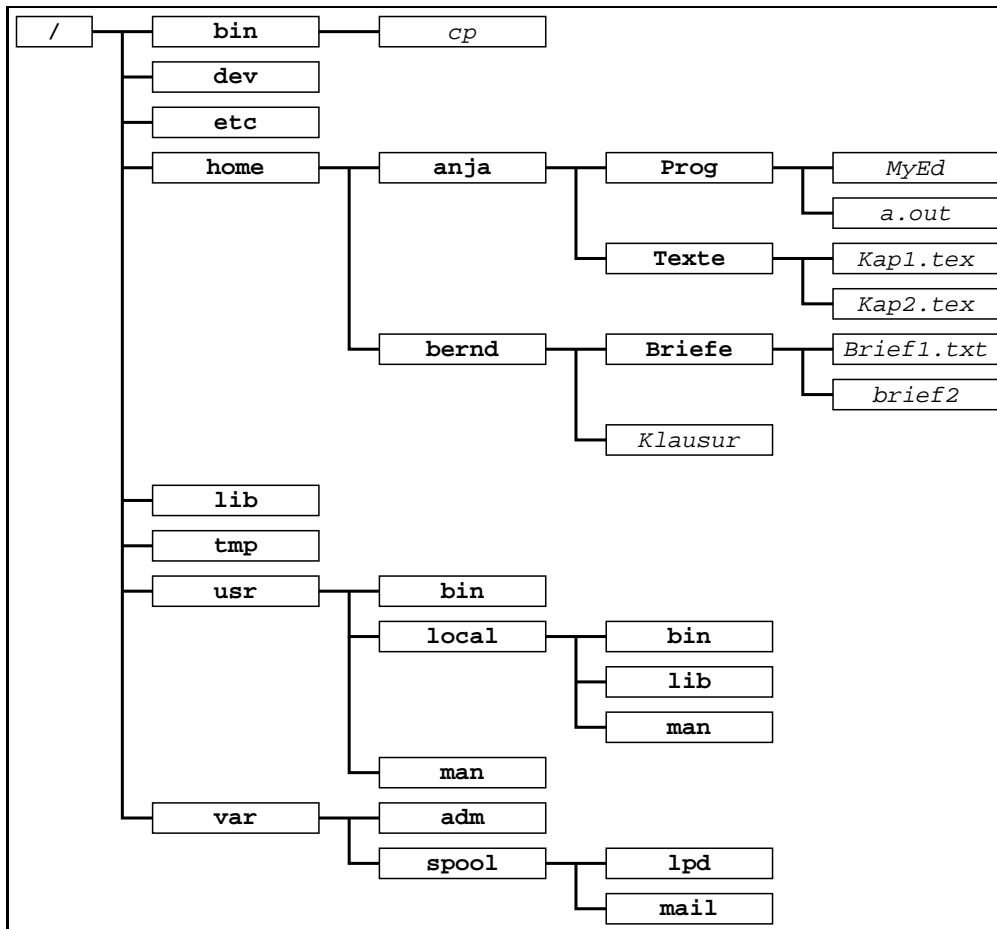 / bin cp
dev
etc
home anja Prog MyEd
a.out
Texte Kap1.tex
Kap2.tex
bernd Briefe Brief1.txt
brief2
Klausur
lib
tmp
usr bin
local bin
lib
man
man
var adm
spool lpd
mail